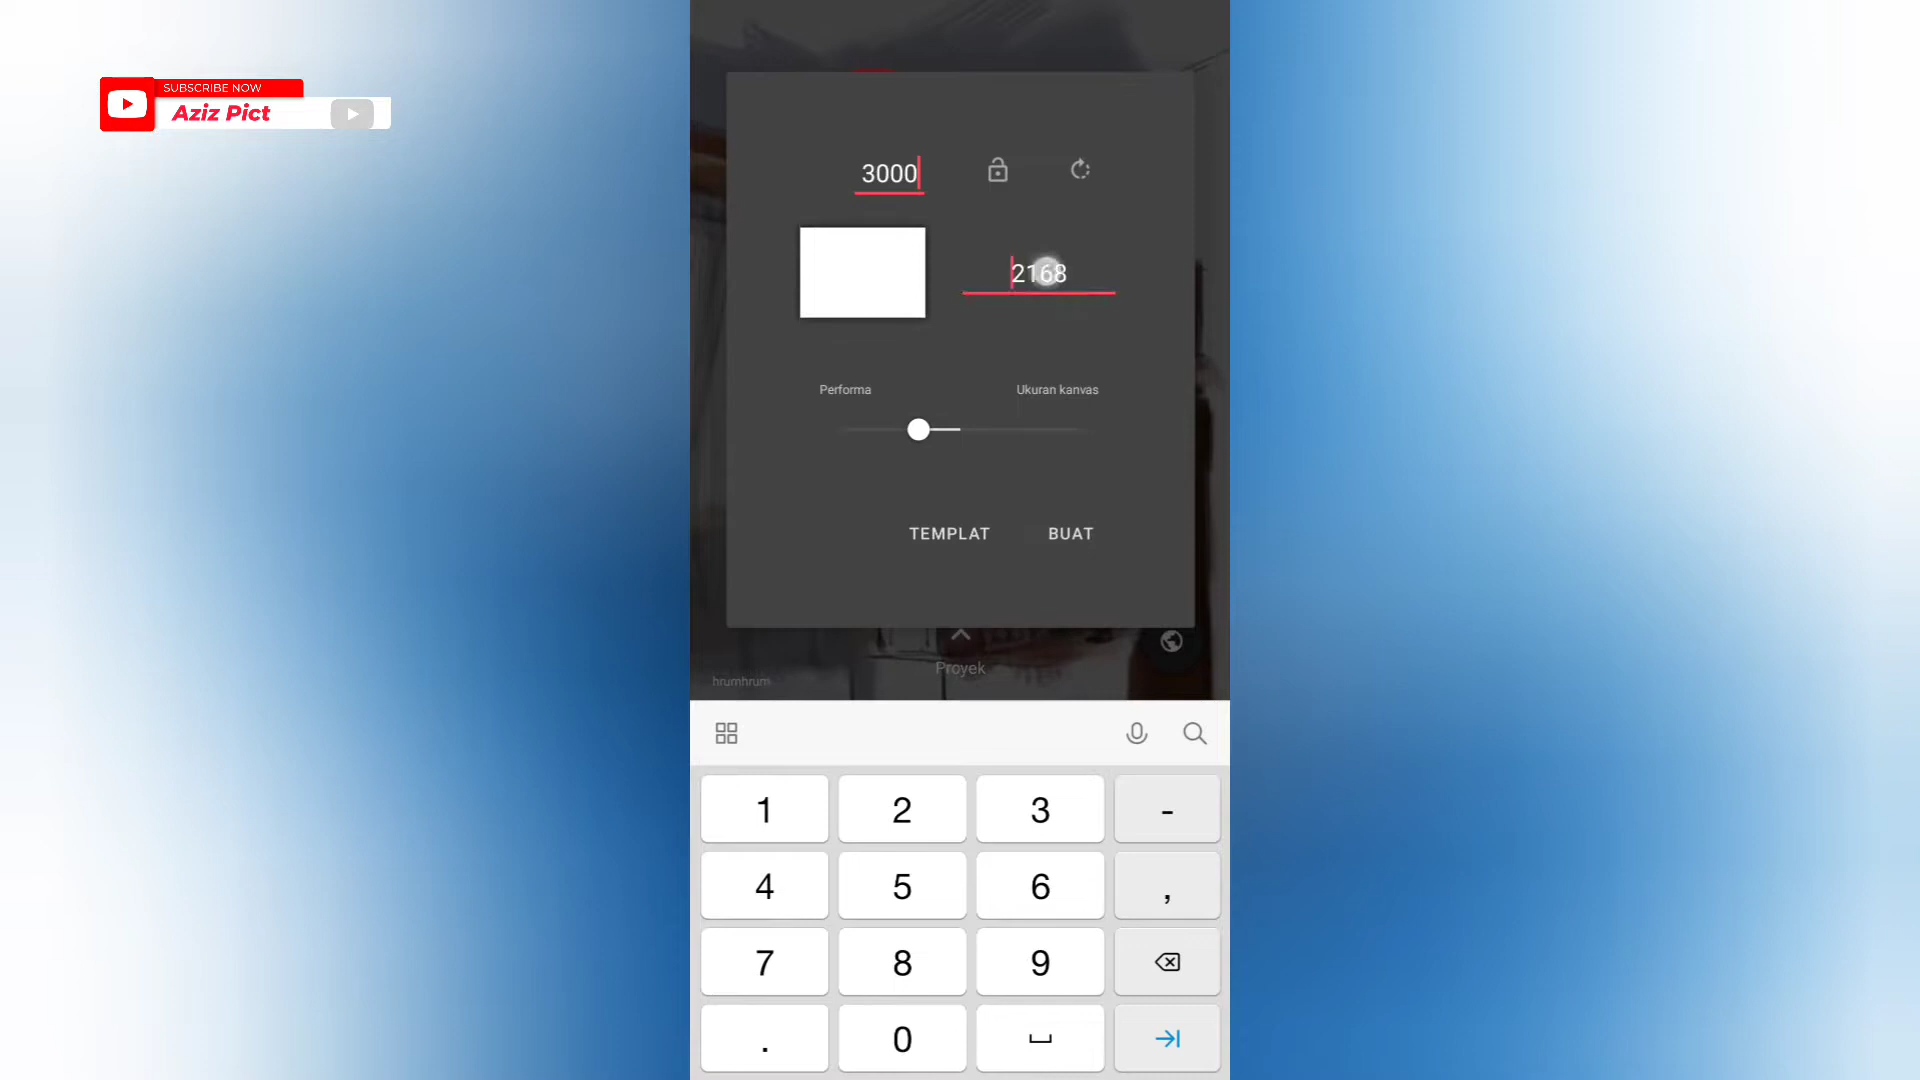 SUBSCRIBE NOW
Aziz Pict
3000
2168
Performa
Ukuran kanvas
TEMPLAT
BUAT
Proyek
hrumhrum
1
2
3
-
4
5
6
,
7
8
9
.
0